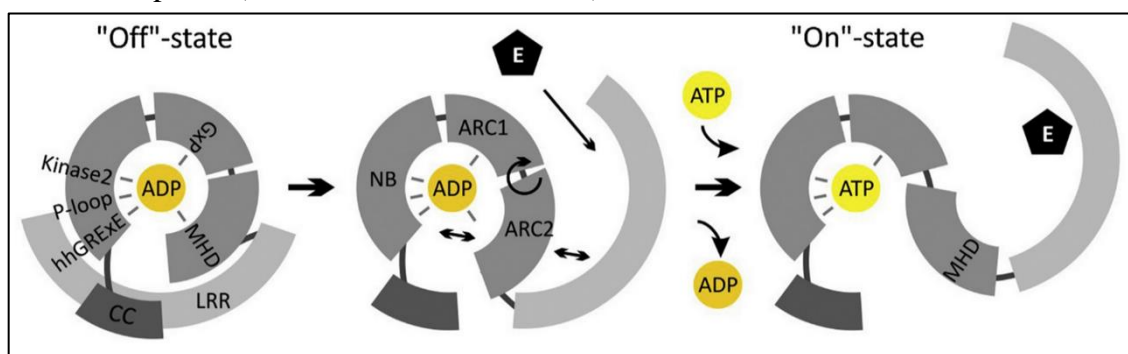 "Off"-state
"On"-state
Kinase2
P-loop
hhGRExE
ADP
GxP
MHD
CC
LRR
E
NB
ARC1
ADP
ARC2
ATP
ADP
ATP
MHD
E